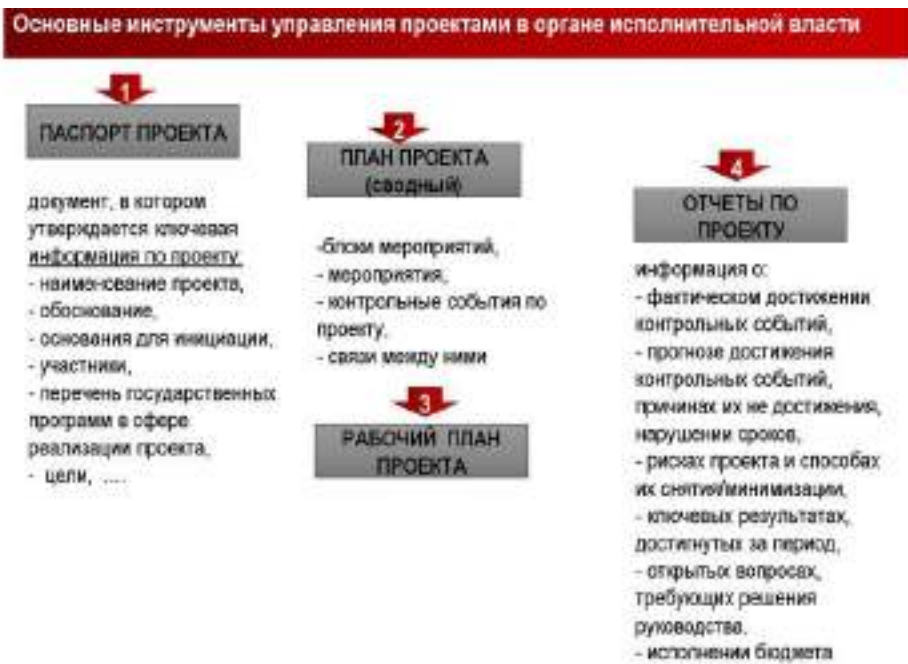 Основные инструменты управления проектами в органе исполнительной власти
1
ПАСПОРТ ПРОЕКТА
документ, в котором
утверждается ключевая
информация по проекту:
- наименование проекта,
- обоснование,
- основания для инициации,
- участники,
- перечень государственных
программ в сфере
реализации проекта,
- цели, ....
2
ПЛАН ПРОЕКТА
(сводный)
-блоки мероприятий,
- мероприятия,
- контрольные события по
проекту,
- связи между ними
3
РАБОЧИЙ ПЛАН
ПРОЕКТА
4
ОТЧЕТЫ ПО
ПРОЕКТУ
информация о:
- фактическом достижении
контрольных событий,
- прогнозе достижения
контрольных событий,
причинах их не достижения,
нарушении сроков,
- рисках проекта и способах
их снятия/минимизации,
- ключевых результатах,
достигнутых за период,
- открытых вопросах,
требующих решения
руководства,
- исполнении бюджета